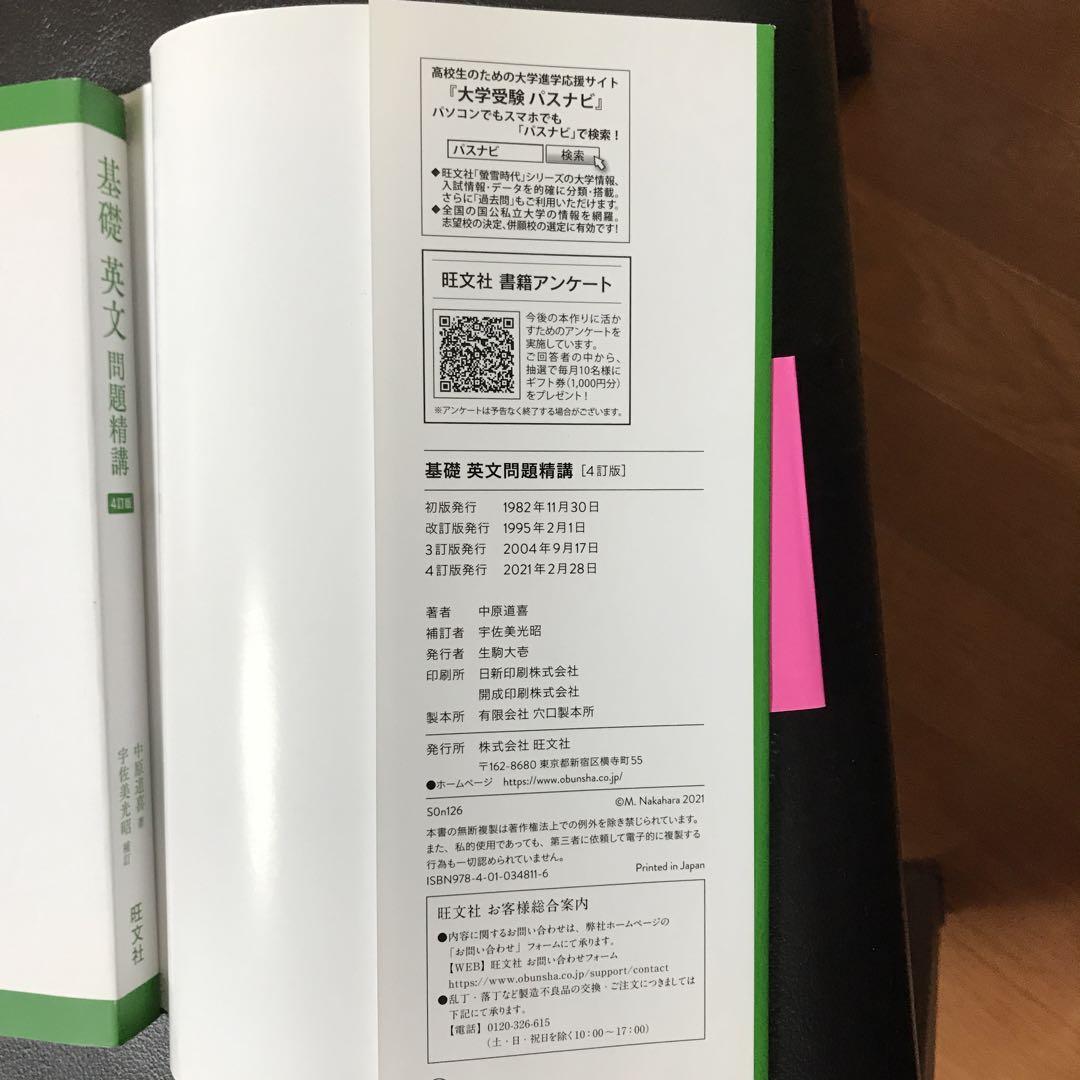 基礎 英文問題精講 4訂版
中原道喜 著
宇佐美光昭 補訂
旺文社
高校生のための大学進学応援サイト
『大学受験 パスナビ』
パソコンでもスマホでも
「パスナビ」で検索！
パスナビ 検索
◆旺文社「螢雪時代」シリーズの大学情報、
入試情報・データを的確に分類・搭載。
さらに「過去問」もご利用いただけます。
◆全国の国公私立大学の情報を網羅。
志望校の決定、併願校の選定に有効です！
旺文社 書籍アンケート
今後の本作りに活か
すためのアンケートを
実施しています。
ご回答者の中から、
抽選で毎月10名様に
ギフト券（1,000円分）
をプレゼント！
※アンケートは予告なく終了する場合がございます。
基礎 英文問題精講［4訂版］
初版発行 1982年11月30日
改訂版発行 1995年2月1日
3訂版発行 2004年9月17日
4訂版発行 2021年2月28日
著者 中原道喜
補訂者 宇佐美光昭
発行者 生駒大壱
印刷所 日新印刷株式会社
開成印刷株式会社
製本所 有限会社 穴口製本所
発行所 株式会社 旺文社
〒162-8680 東京都新宿区横寺町55
●ホームページ https://www.obunsha.co.jp/
S0n126 ©M. Nakahara 2021
本書の無断複製は著作権法上での例外を除き禁じられています。
また、私的使用であっても、第三者に依頼して電子的に複製する
行為も一切認められていません。
ISBN978-4-01-034811-6 Printed in Japan
旺文社 お客様総合案内
●内容に関するお問い合わせは、弊社ホームページの
「お問い合わせ」フォームにて承ります。
【WEB】旺文社 お問い合わせフォーム
https://www.obunsha.co.jp/support/contact
●乱丁・落丁など製造不良品の交換・ご注文につきましては
下記にて承ります。
【電話】0120-326-615
（土・日・祝日を除く10：00～17：00）